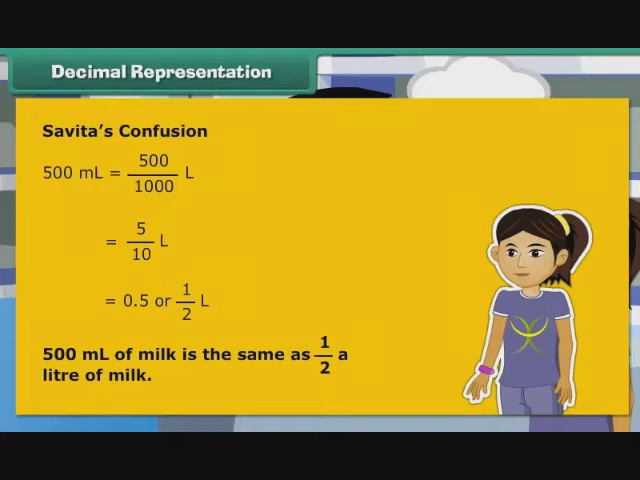 Decimal Representation
Savita's Confusion
500 mL = 500/1000 L
= 5/10 L
= 0.5 or 1/2 L
500 mL of milk is the same as 1/2 a
litre of milk.